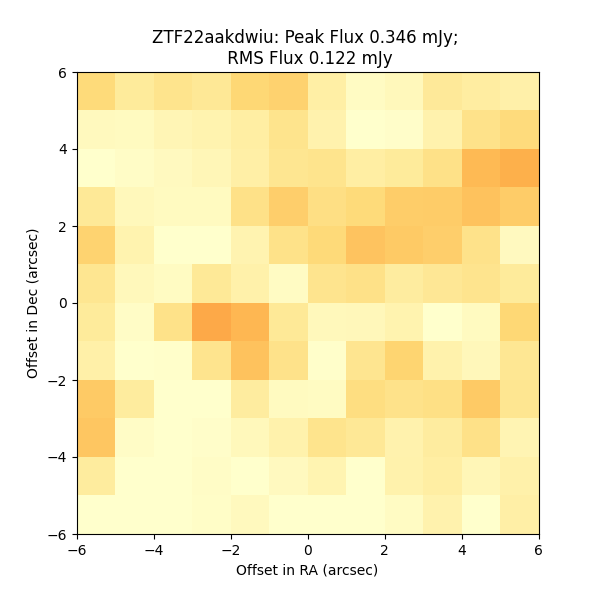 ZTF22aakdwiu: Peak Flux 0.346 mJy;
RMS Flux 0.122 mJy
6
4
2
0
−2
−4
−6
Offset in Dec (arcsec)
−6 −4 −2 0 2 4 6
Offset in RA (arcsec)